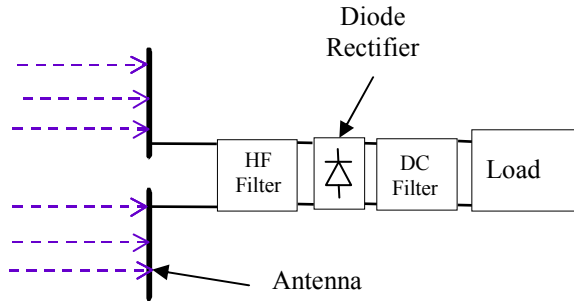 Diode
Rectifier
HF
Filter
DC
Filter
Load
Antenna